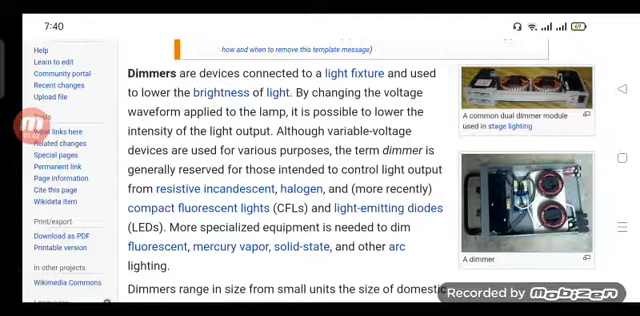 7:40
69
how and when to remove this template message)
Help
Learn to edit
Community portal
Recent changes
Upload file
Tools
What links here
Related changes
Special pages
Permanent link
Page information
Cite this page
Wikidata item
Print/export
Download as PDF
Printable version
In other projects
Wikimedia Commons
Languages
M
01:02
Dimmers are devices connected to a light fixture and used
to lower the brightness of light. By changing the voltage
waveform applied to the lamp, it is possible to lower the
intensity of the light output. Although variable-voltage
devices are used for various purposes, the term dimmer is
generally reserved for those intended to control light output
from resistive incandescent, halogen, and (more recently)
compact fluorescent lights (CFLs) and light-emitting diodes
(LEDs). More specialized equipment is needed to dim
fluorescent, mercury vapor, solid-state, and other arc
lighting.
Dimmers range in size from small units the size of domestic
A common dual dimmer module
used in stage lighting
A dimmer
Recorded by mobizen